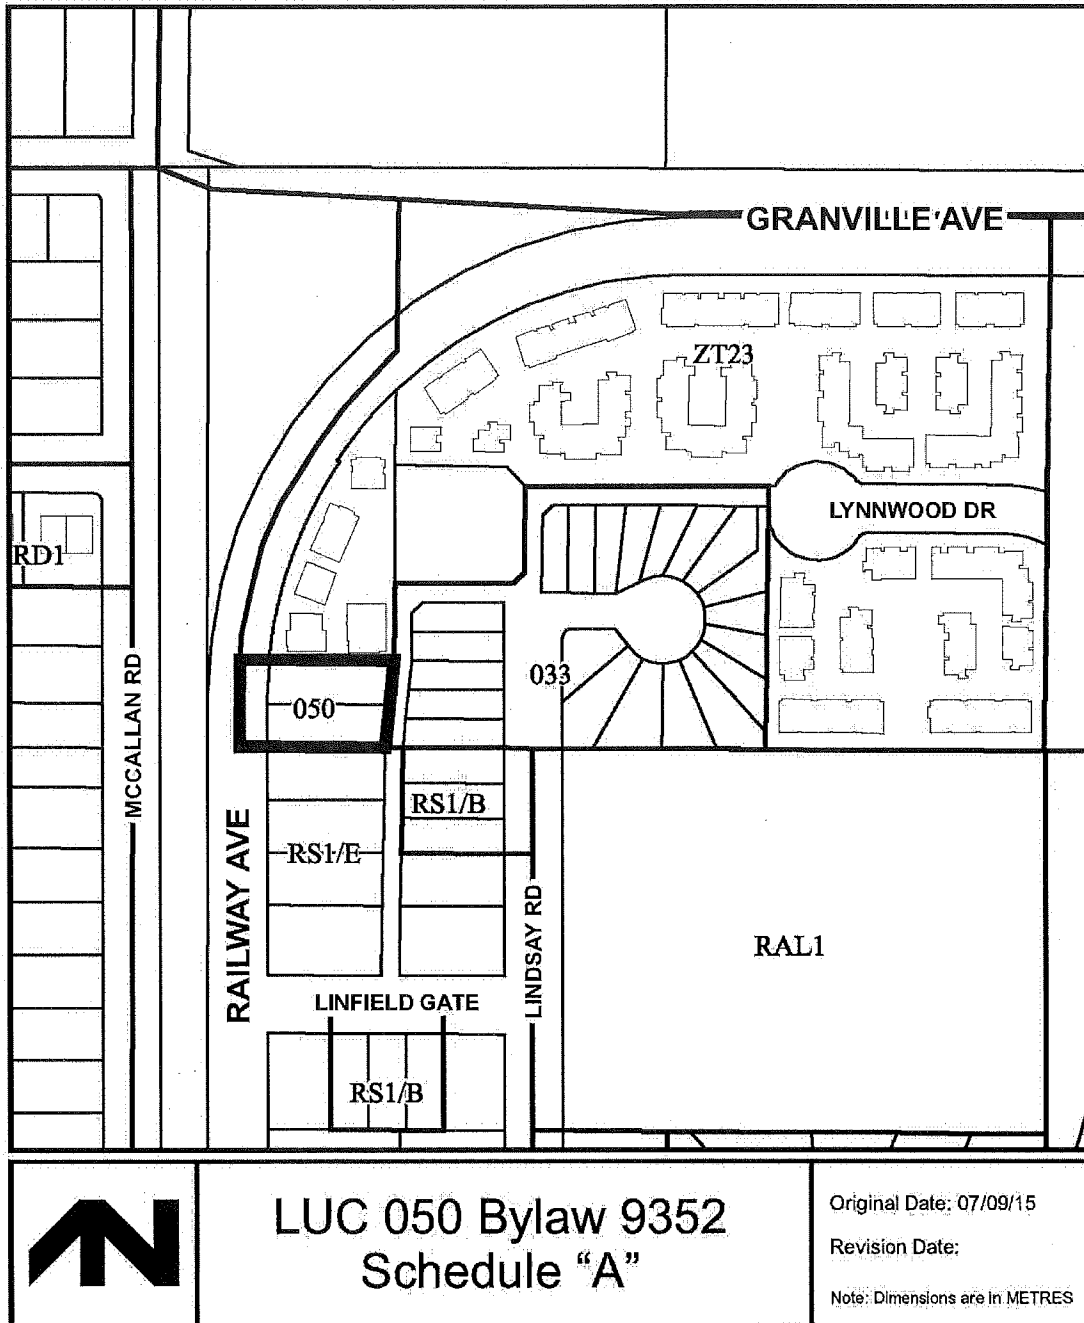 GRANVILLE AVE
ZT23
LYNNWOOD DR
RD1
033
MCCALLAN RD
050
RS1/B
RAILWAY AVE
RS1/E
LINDSAY RD
RAL1
LINFIELD GATE
RS1/B
LUC 050 Bylaw 9352
Schedule “A”
Original Date: 07/09/15
Revision Date:
Note: Dimensions are in METRES